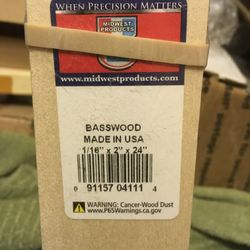 WHEN PRECISION MATTERS
MIDWEST
PRODUCTS
www.midwestproducts.com
BASSWOOD
MADE IN USA
1/16" x 2" x 24"
0 91157 04111 4
WARNING: Cancer-Wood Dust
www.P65Warnings.ca.gov